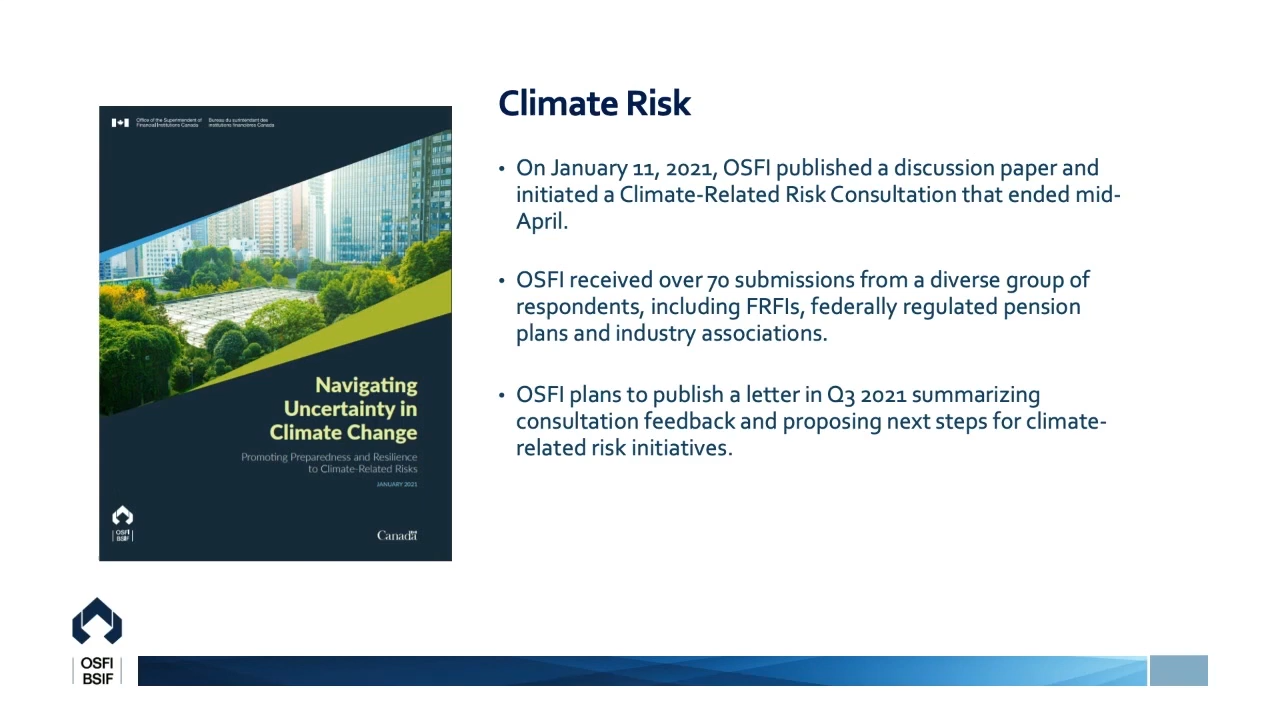 Office of the Superintendent of Financial Institutions Canada
Bureau du surintendant des institutions financières Canada
Navigating
Uncertainty in
Climate Change
Promoting Preparedness and Resilience
to Climate-Related Risks
JANUARY 2021
OSFI
BSIF
Canada
Climate Risk
• On January 11, 2021, OSFI published a discussion paper and
initiated a Climate-Related Risk Consultation that ended mid-
April.
• OSFI received over 70 submissions from a diverse group of
respondents, including FRFIs, federally regulated pension
plans and industry associations.
• OSFI plans to publish a letter in Q3 2021 summarizing
consultation feedback and proposing next steps for climate-
related risk initiatives.
OSFI
BSIF